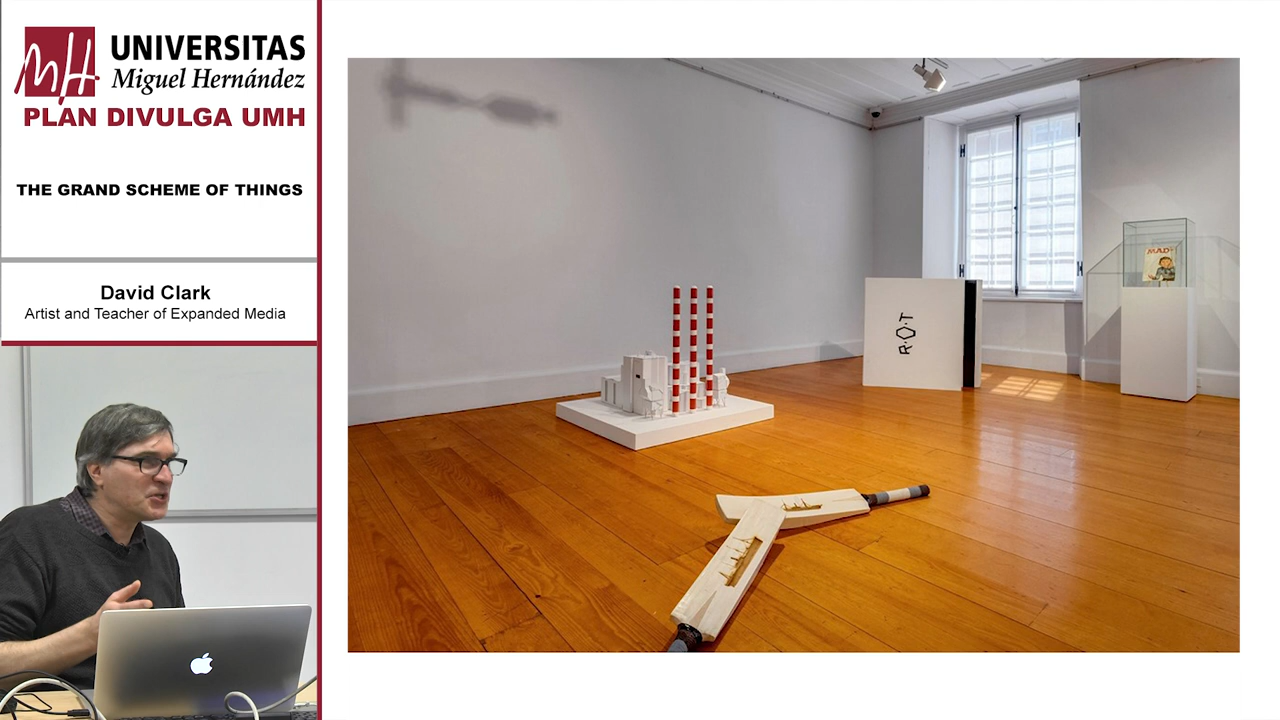 UNIVERSITAS
Miguel Hernández
PLAN DIVULGA UMH
THE GRAND SCHEME OF THINGS
David Clark
Artist and Teacher of Expanded Media
R·O·T
MAD